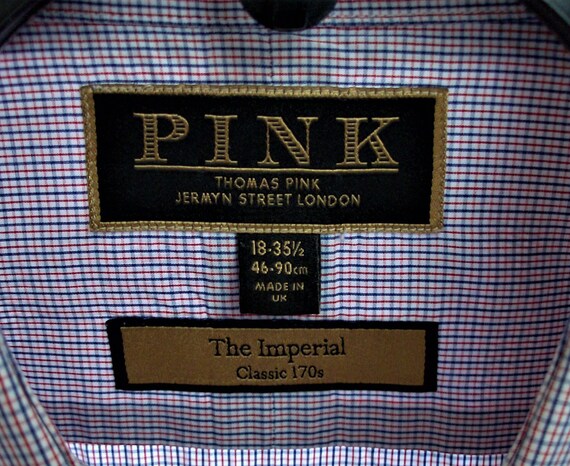 PINK
THOMAS PINK
JERMYN STREET LONDON
18-35½
46-90cm
MADE IN
UK
The Imperial
Classic 170s